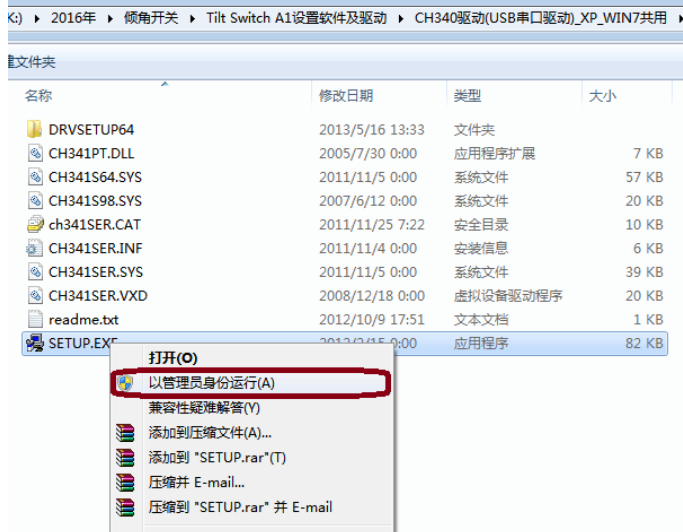 K:) ▸ 2016年 ▸ 倾角开关 ▸ Tilt Switch A1设置软件及驱动 ▸ CH340驱动(USB串口驱动)_XP_WIN7共用
文件夹
名称 修改日期 类型 大小
DRVSETUP64 2013/5/16 13:33 文件夹
CH341PT.DLL 2005/7/30 0:00 应用程序扩展 7 KB
CH341S64.SYS 2011/11/5 0:00 系统文件 57 KB
CH341S98.SYS 2007/6/12 0:00 系统文件 20 KB
ch341SER.CAT 2011/11/25 7:22 安全目录 10 KB
CH341SER.INF 2011/11/4 0:00 安装信息 6 KB
CH341SER.SYS 2011/11/5 0:00 系统文件 39 KB
CH341SER.VXD 2008/12/18 0:00 虚拟设备驱动程序 20 KB
readme.txt 2012/10/9 17:51 文本文档 1 KB
SETUP.EXE 0:00 应用程序 82 KB
打开(O)
以管理员身份运行(A)
兼容性疑难解答(Y)
添加到压缩文件(A)...
添加到 "SETUP.rar"(T)
压缩并 E-mail...
压缩到 "SETUP.rar" 并 E-mail